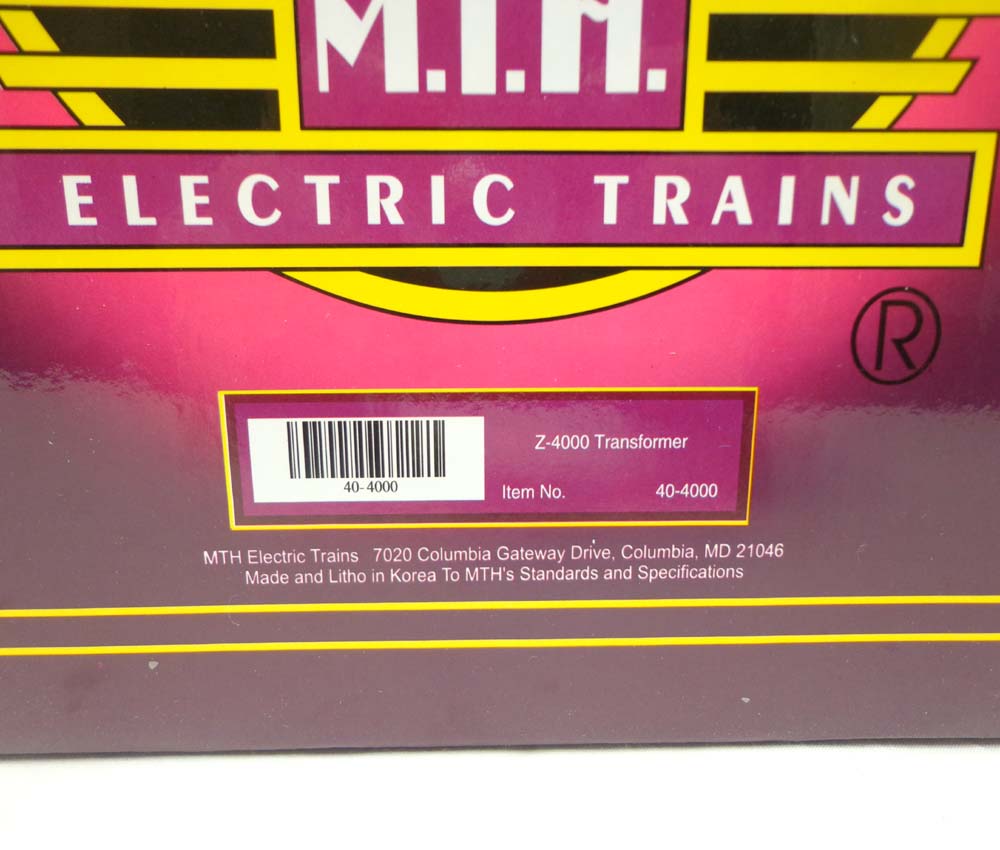 M.T.H.
ELECTRIC TRAINS
®
40-4000
Z-4000 Transformer
Item No. 40-4000
MTH Electric Trains 7020 Columbia Gateway Drive, Columbia, MD 21046
Made and Litho in Korea To MTH's Standards and Specifications